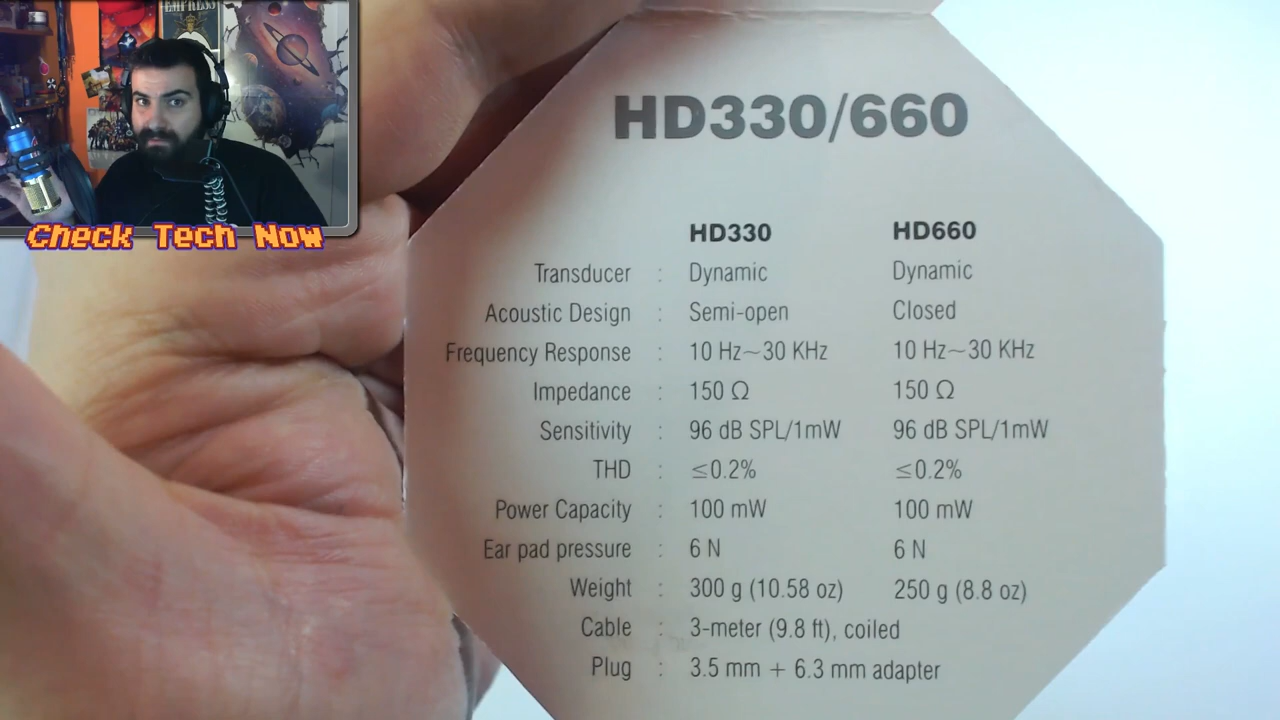 EMPRESS
Check Tech Now
HD330/660
HD330 HD660
Transducer : Dynamic Dynamic
Acoustic Design : Semi-open Closed
Frequency Response : 10 Hz~30 KHz 10 Hz~30 KHz
Impedance : 150 Ω 150 Ω
Sensitivity : 96 dB SPL/1mW 96 dB SPL/1mW
THD : ≤0.2% ≤0.2%
Power Capacity : 100 mW 100 mW
Ear pad pressure : 6 N 6 N
Weight : 300 g (10.58 oz) 250 g (8.8 oz)
Cable : 3-meter (9.8 ft), coiled
Plug : 3.5 mm + 6.3 mm adapter